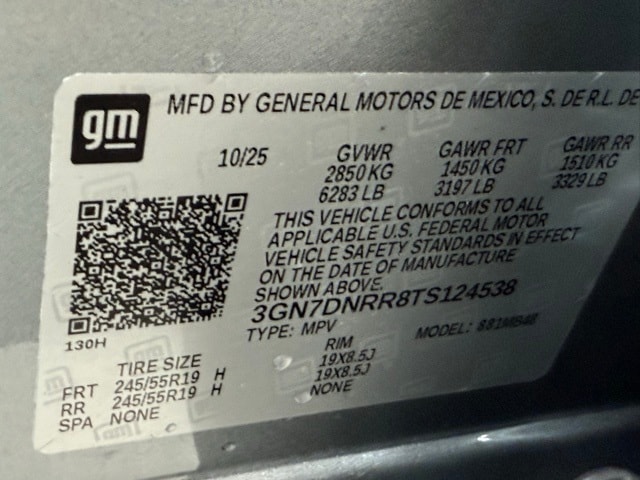 gm
MFD BY GENERAL MOTORS DE MEXICO, S. DE R.L. DE
10/25 GVWR GAWR FRT GAWR RR
2850 KG 1450 KG 1510 KG
6283 LB 3197 LB 3329 LB
THIS VEHICLE CONFORMS TO ALL
APPLICABLE U.S. FEDERAL MOTOR
VEHICLE SAFETY STANDARDS IN EFFECT
ON THE DATE OF MANUFACTURE
SHOWN ABOVE.
3GN7DNRR8TS124538
130H TYPE: MPV MODEL:
TIRE SIZE RIM
FRT 245/55R19 H 19X8.5J
RR 245/55R19 H 19X8.5J
SPA NONE NONE